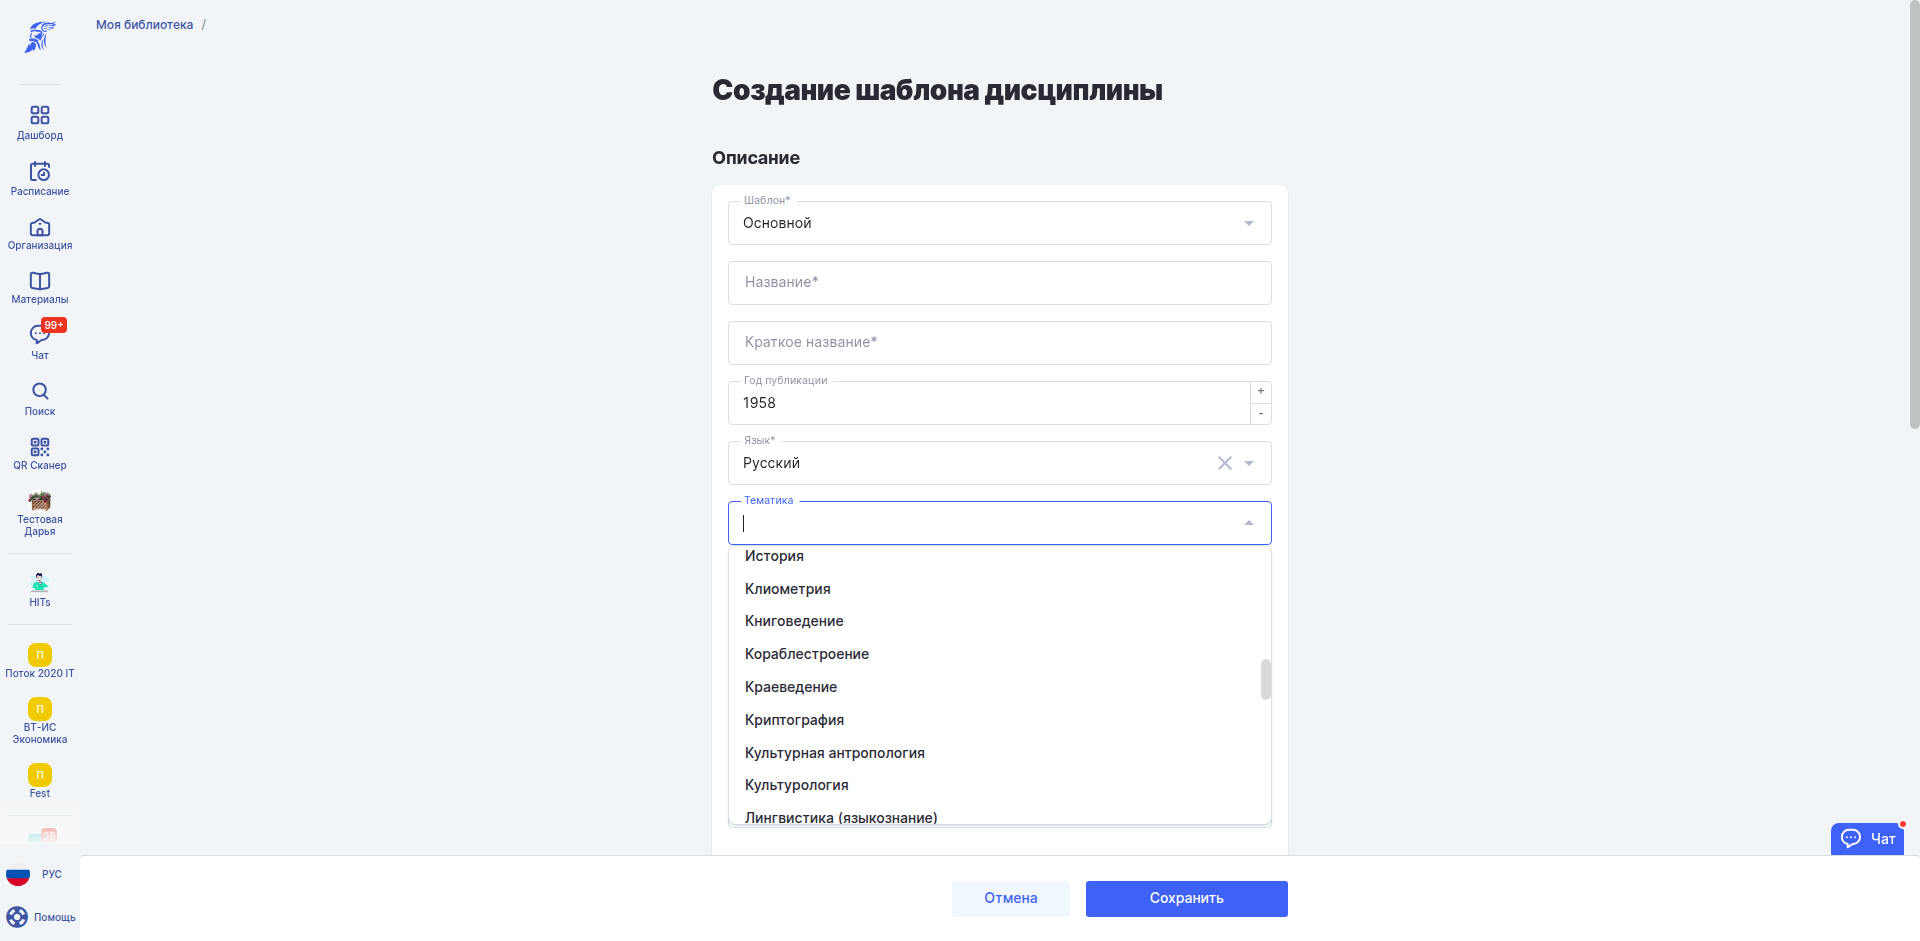 Моя библиотека /
Дашборд
Расписание
Организация
Материалы
99+
Чат
Поиск
QR Сканер
Тестовая
Дарья
HITs
П
Поток 2020 IT
П
ВТ-ИС
Экономика
П
Fest
28
РУС
Помощь
Создание шаблона дисциплины
Описание
Шаблон*
Основной
Название*
Краткое название*
Год публикации
1958
+
-
Язык*
Русский
Тематика
История
Клиометрия
Книговедение
Кораблестроение
Краеведение
Криптография
Культурная антропология
Культурология
Лингвистика (языкознание)
Чат
Отмена
Сохранить